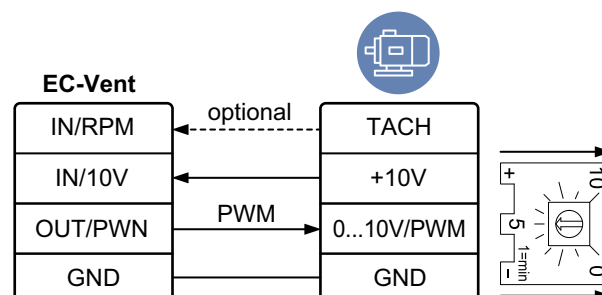 EC-Vent
IN/RPM
optional
TACH
IN/10V
+10V
OUT/PWN
PWM
0...10V/PWM
GND
GND
+
5
-
1=min
10
0